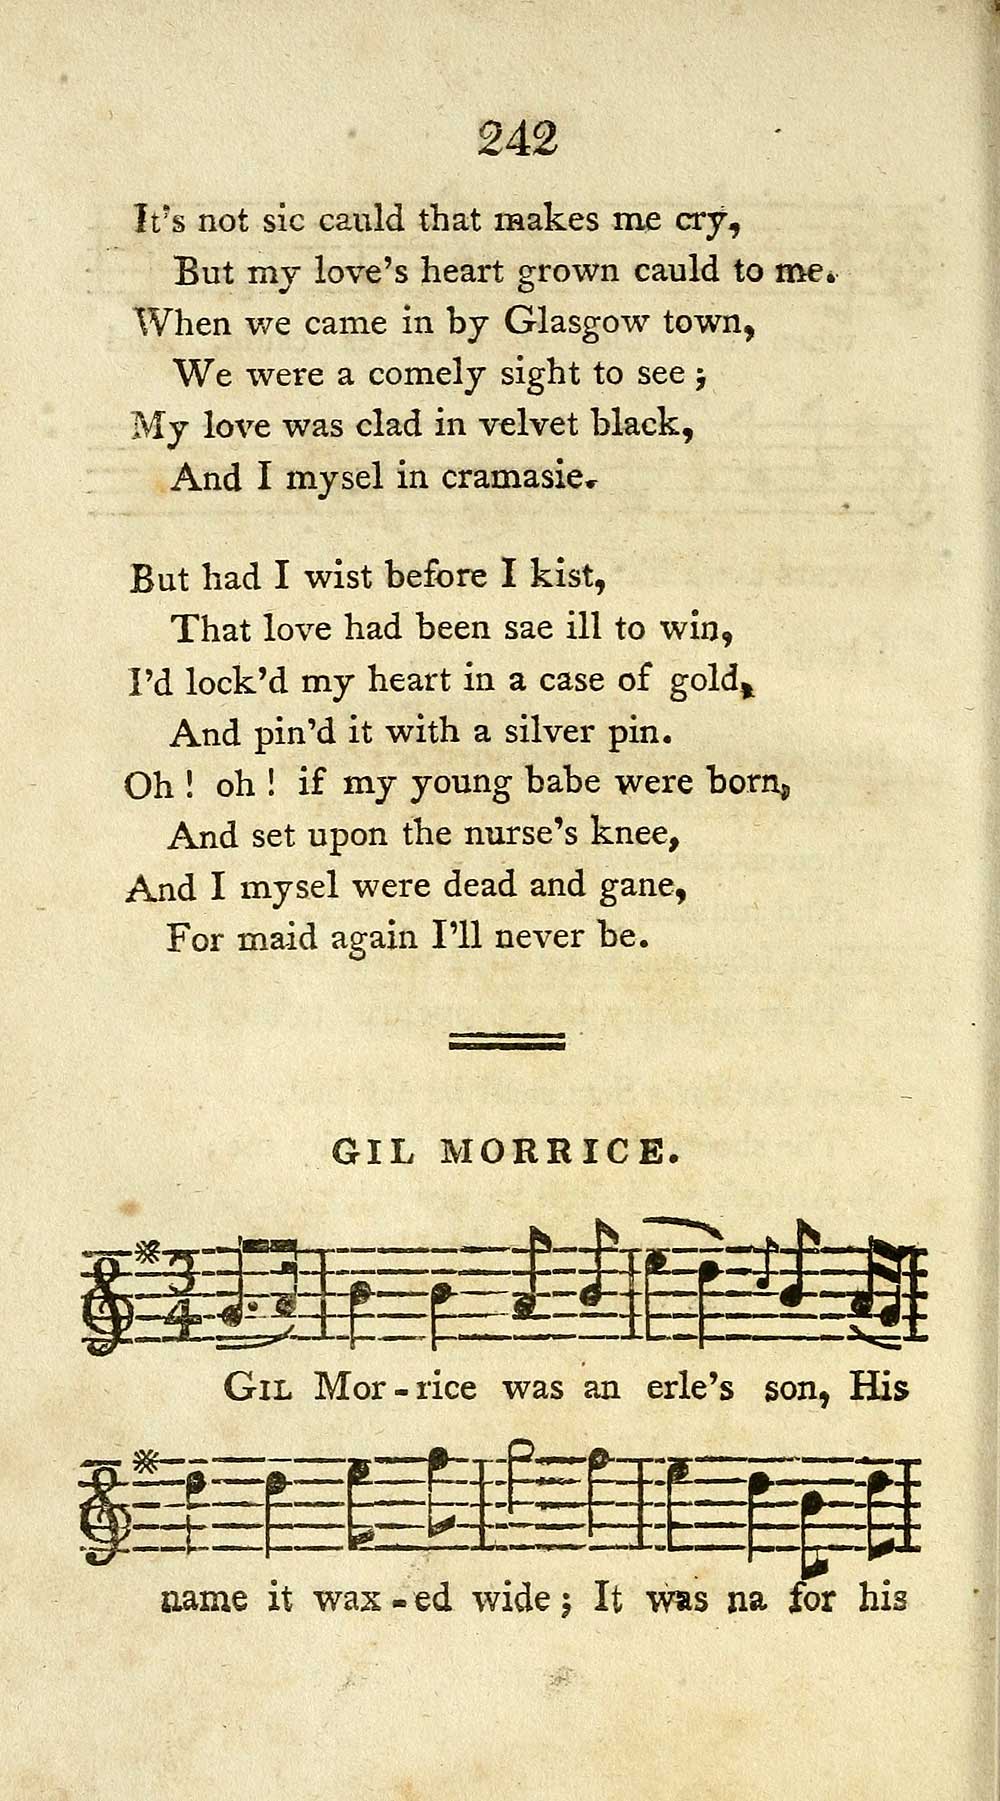 242
It's not sic cauld that makes me cry,
But my love's heart grown cauld to me.
When we came in by Glasgow town,
We were a comely sight to see ;
My love was clad in velvet black,
And I mysel in cramasie.
But had I wist before I kist,
That love had been sae ill to win,
I'd lock'd my heart in a case of gold,
And pin'd it with a silver pin.
Oh ! oh ! if my young babe were born,
And set upon the nurse's knee,
And I mysel were dead and gane,
For maid again I'll never be.
GIL MORRICE.
3
4
GIL Mor-rice was an erle's son, His
name it wax-ed wide ; It was na for his